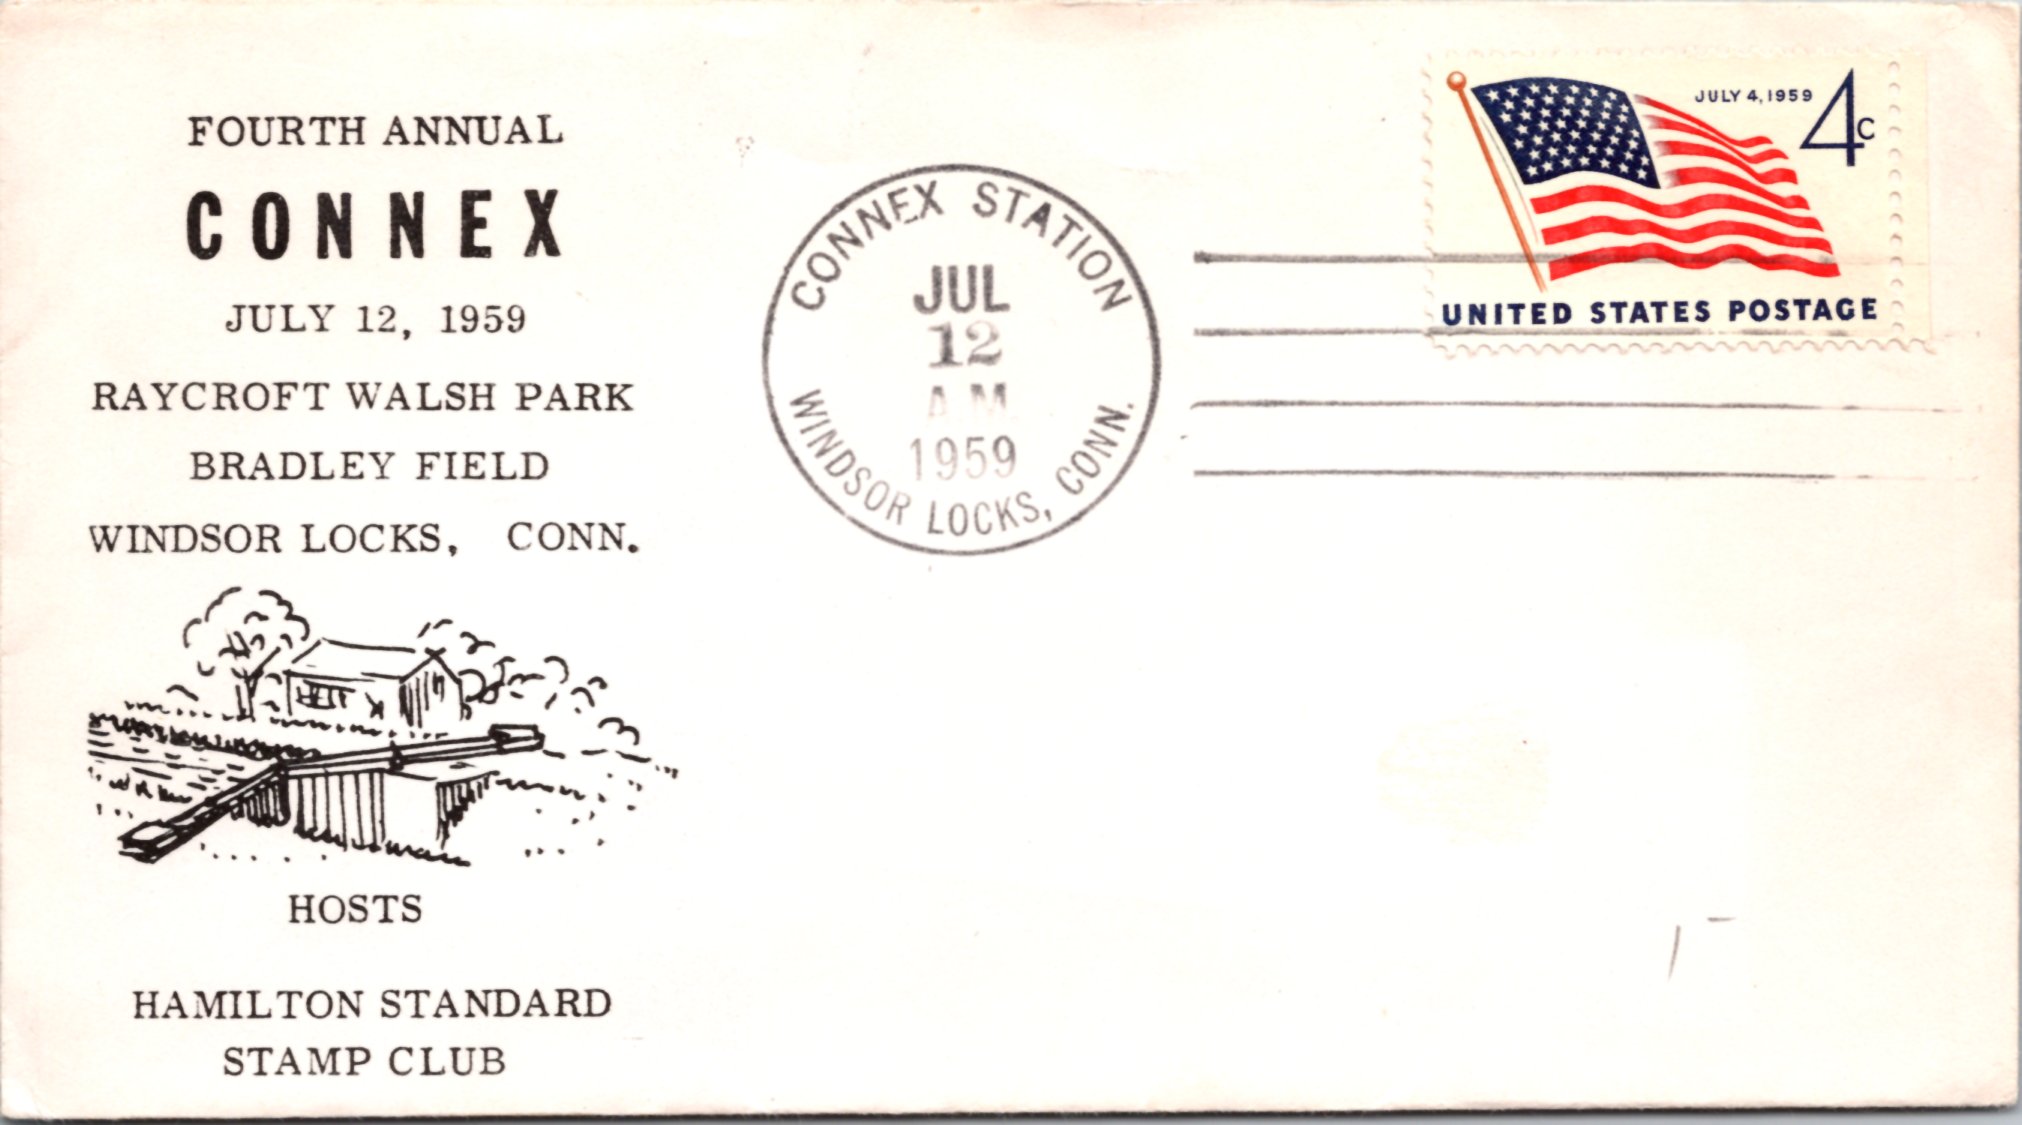 FOURTH ANNUAL
CONNEX
JULY 12, 1959
RAYCROFT WALSH PARK
BRADLEY FIELD
WINDSOR LOCKS, CONN.
HOSTS
HAMILTON STANDARD
STAMP CLUB
CONNEX STATION
JUL
12
A.M.
1959
WINDSOR LOCKS, CONN.
JULY 4, 1959
4c
UNITED STATES POSTAGE